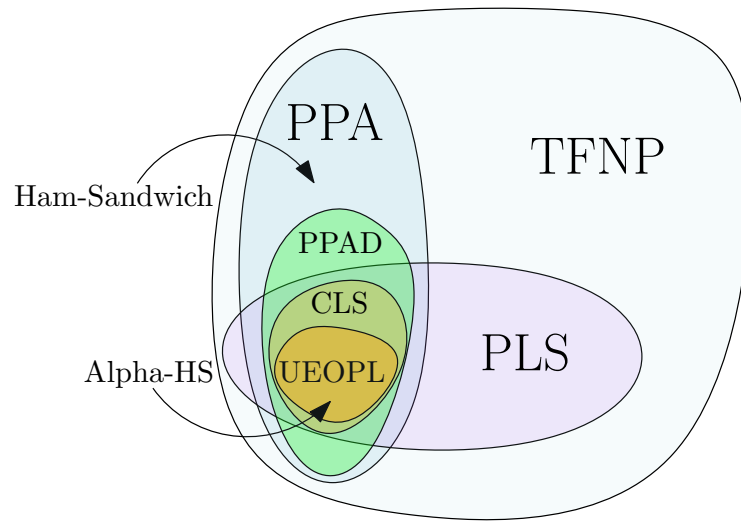 PPA
TFNP
Ham-Sandwich
PPAD
CLS
PLS
Alpha-HS
UEOPL